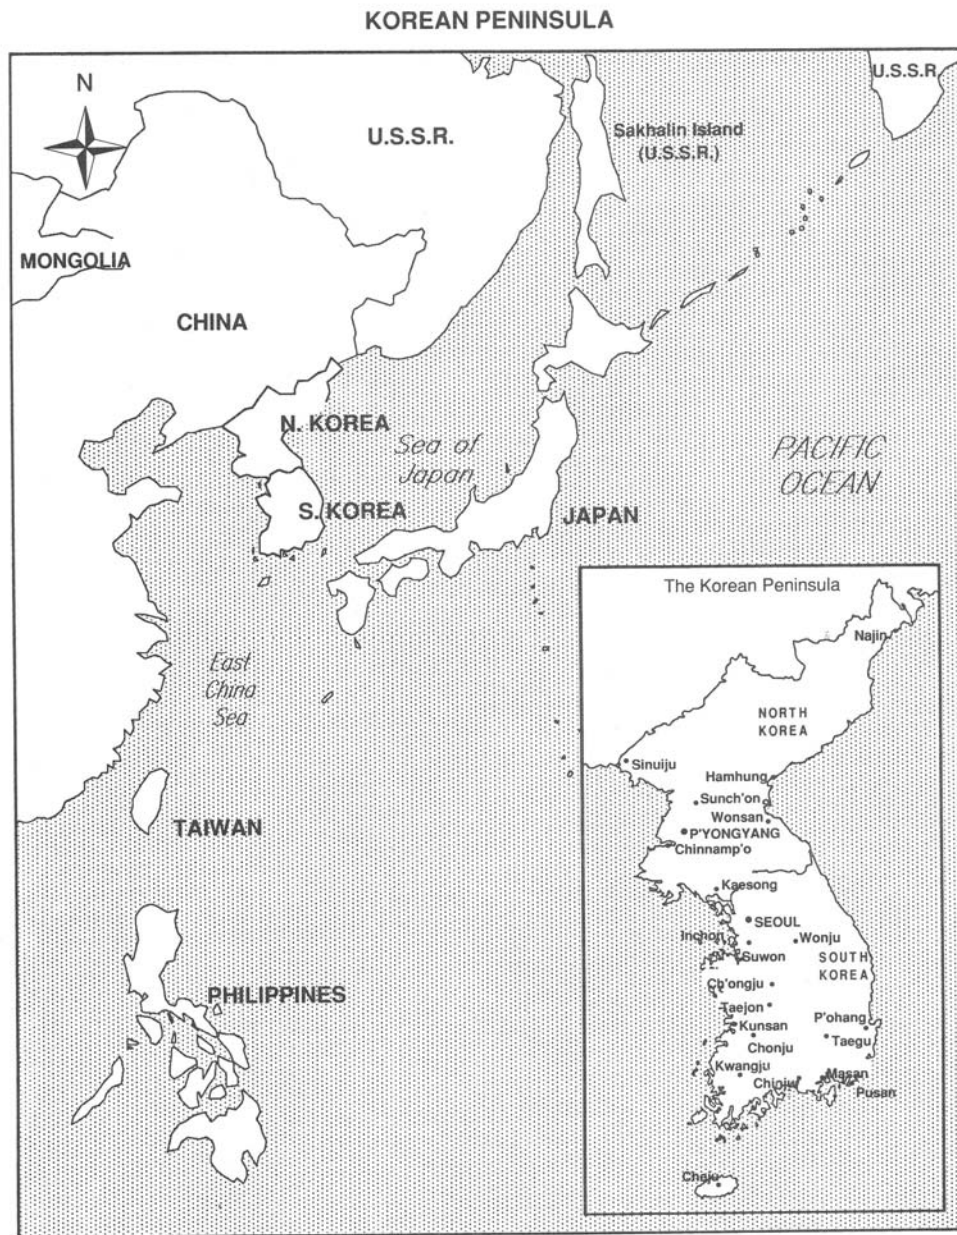 KOREAN PENINSULA
N
U.S.S.R.
U.S.S.R.
Sakhalin Island
(U.S.S.R.)
MONGOLIA
CHINA
N. KOREA
Sea of
Japan
PACIFIC
OCEAN
S. KOREA
JAPAN
East
China
Sea
TAIWAN
PHILIPPINES
The Korean Peninsula
Najin
NORTH
KOREA
Sinuiju
Hamhung
Sunch'on
Wonsan
P'YONGYANG
Chinnamp'o
Kaesong
SEOUL
Inchon
Wonju
Suwon
SOUTH
KOREA
Ch'ongju
Taejon
P'ohang
Kunsan
Taegu
Chonju
Kwangju
Masan
Pusan
Cheju